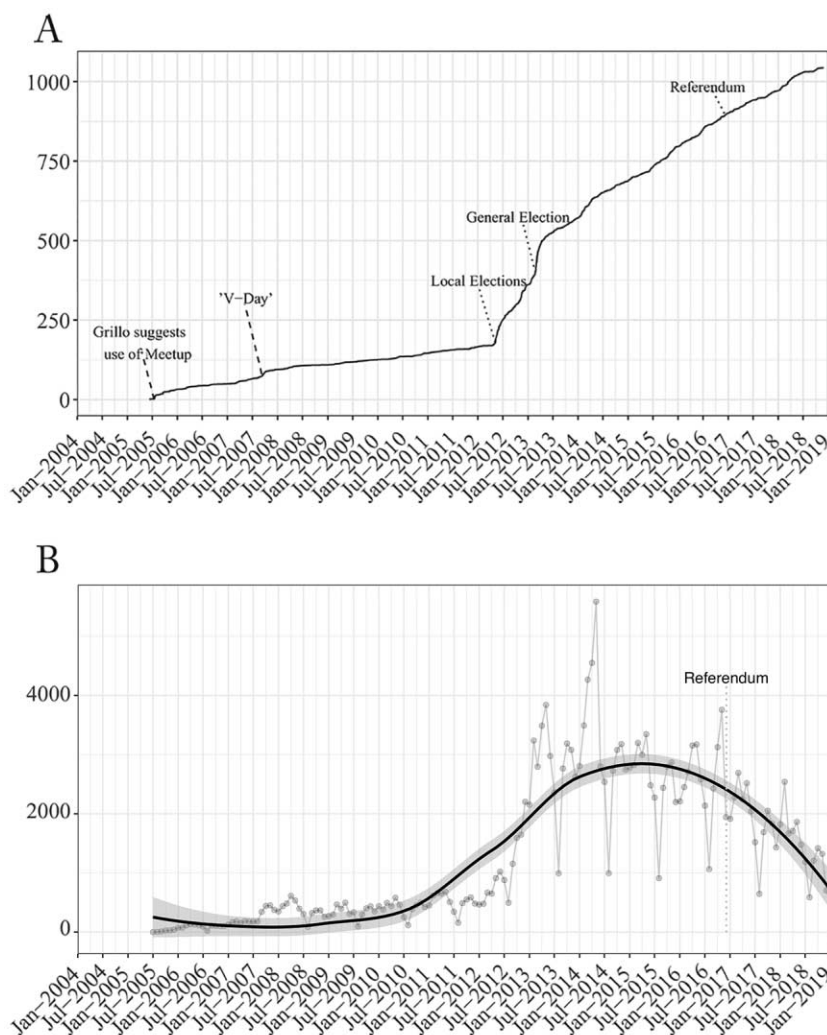 A
1000
750
500
250
0
Referendum
General Election
Local Elections
'V−Day'
Grillo suggests
use of Meetup
Jan−2004
Jul−2004
Jan−2005
Jul−2005
Jan−2006
Jul−2006
Jan−2007
Jul−2007
Jan−2008
Jul−2008
Jan−2009
Jul−2009
Jan−2010
Jul−2010
Jan−2011
Jul−2011
Jan−2012
Jul−2012
Jan−2013
Jul−2013
Jan−2014
Jul−2014
Jan−2015
Jul−2015
Jan−2016
Jul−2016
Jan−2017
Jul−2017
Jan−2018
Jul−2018
Jan−2019
B
4000
2000
0
Referendum
Jan−2004
Jul−2004
Jan−2005
Jul−2005
Jan−2006
Jul−2006
Jan−2007
Jul−2007
Jan−2008
Jul−2008
Jan−2009
Jul−2009
Jan−2010
Jul−2010
Jan−2011
Jul−2011
Jan−2012
Jul−2012
Jan−2013
Jul−2013
Jan−2014
Jul−2014
Jan−2015
Jul−2015
Jan−2016
Jul−2016
Jan−2017
Jul−2017
Jan−2018
Jul−2018
Jan−2019